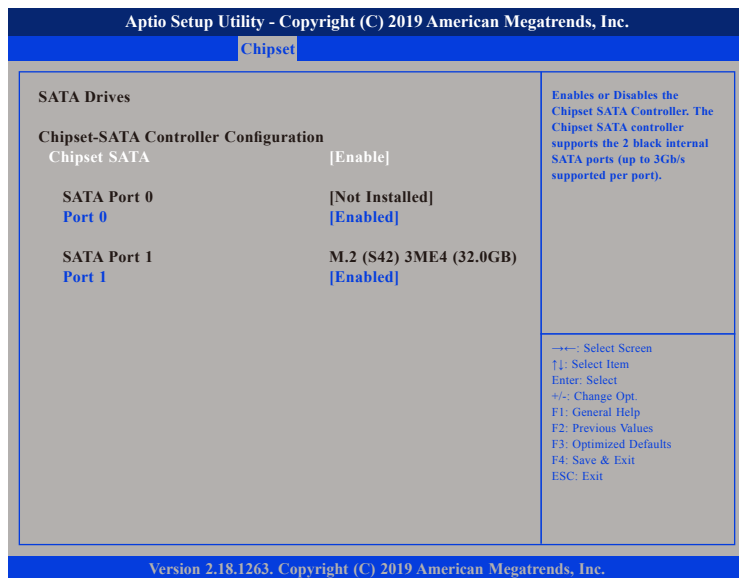 Aptio Setup Utility - Copyright (C) 2019 American Megatrends, Inc.
Chipset
SATA Drives
Chipset-SATA Controller Configuration
Chipset SATA [Enable]
SATA Port 0 [Not Installed]
Port 0 [Enabled]
SATA Port 1 M.2 (S42) 3ME4 (32.0GB)
Port 1 [Enabled]
Enables or Disables the
Chipset SATA Controller. The
Chipset SATA controller
supports the 2 black internal
SATA ports (up to 3Gb/s
supported per port).
→←: Select Screen
↑↓: Select Item
Enter: Select
+/-: Change Opt.
F1: General Help
F2: Previous Values
F3: Optimized Defaults
F4: Save & Exit
ESC: Exit
Version 2.18.1263. Copyright (C) 2019 American Megatrends, Inc.